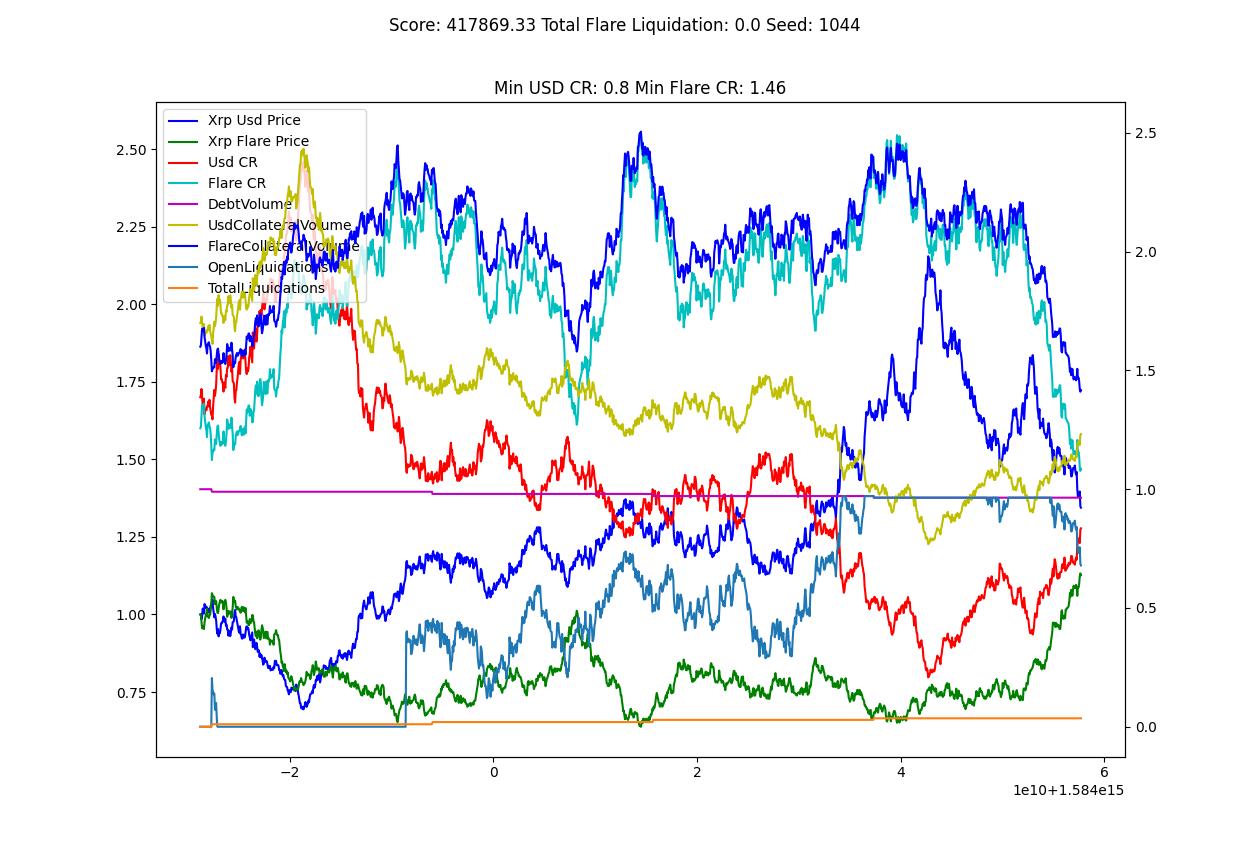 Score: 417869.33 Total Flare Liquidation: 0.0 Seed: 1044
Min USD CR: 0.8 Min Flare CR: 1.46
Xrp Usd Price
Xrp Flare Price
Usd CR
Flare CR
DebtVolume
UsdCollateralVolume
FlareCollateralVolume
OpenLiquidations
TotalLiquidations
2.50
2.25
2.00
1.75
1.50
1.25
1.00
0.75
2.5
2.0
1.5
1.0
0.5
0.0
−2
0
2
4
6
1e10+1.584e15